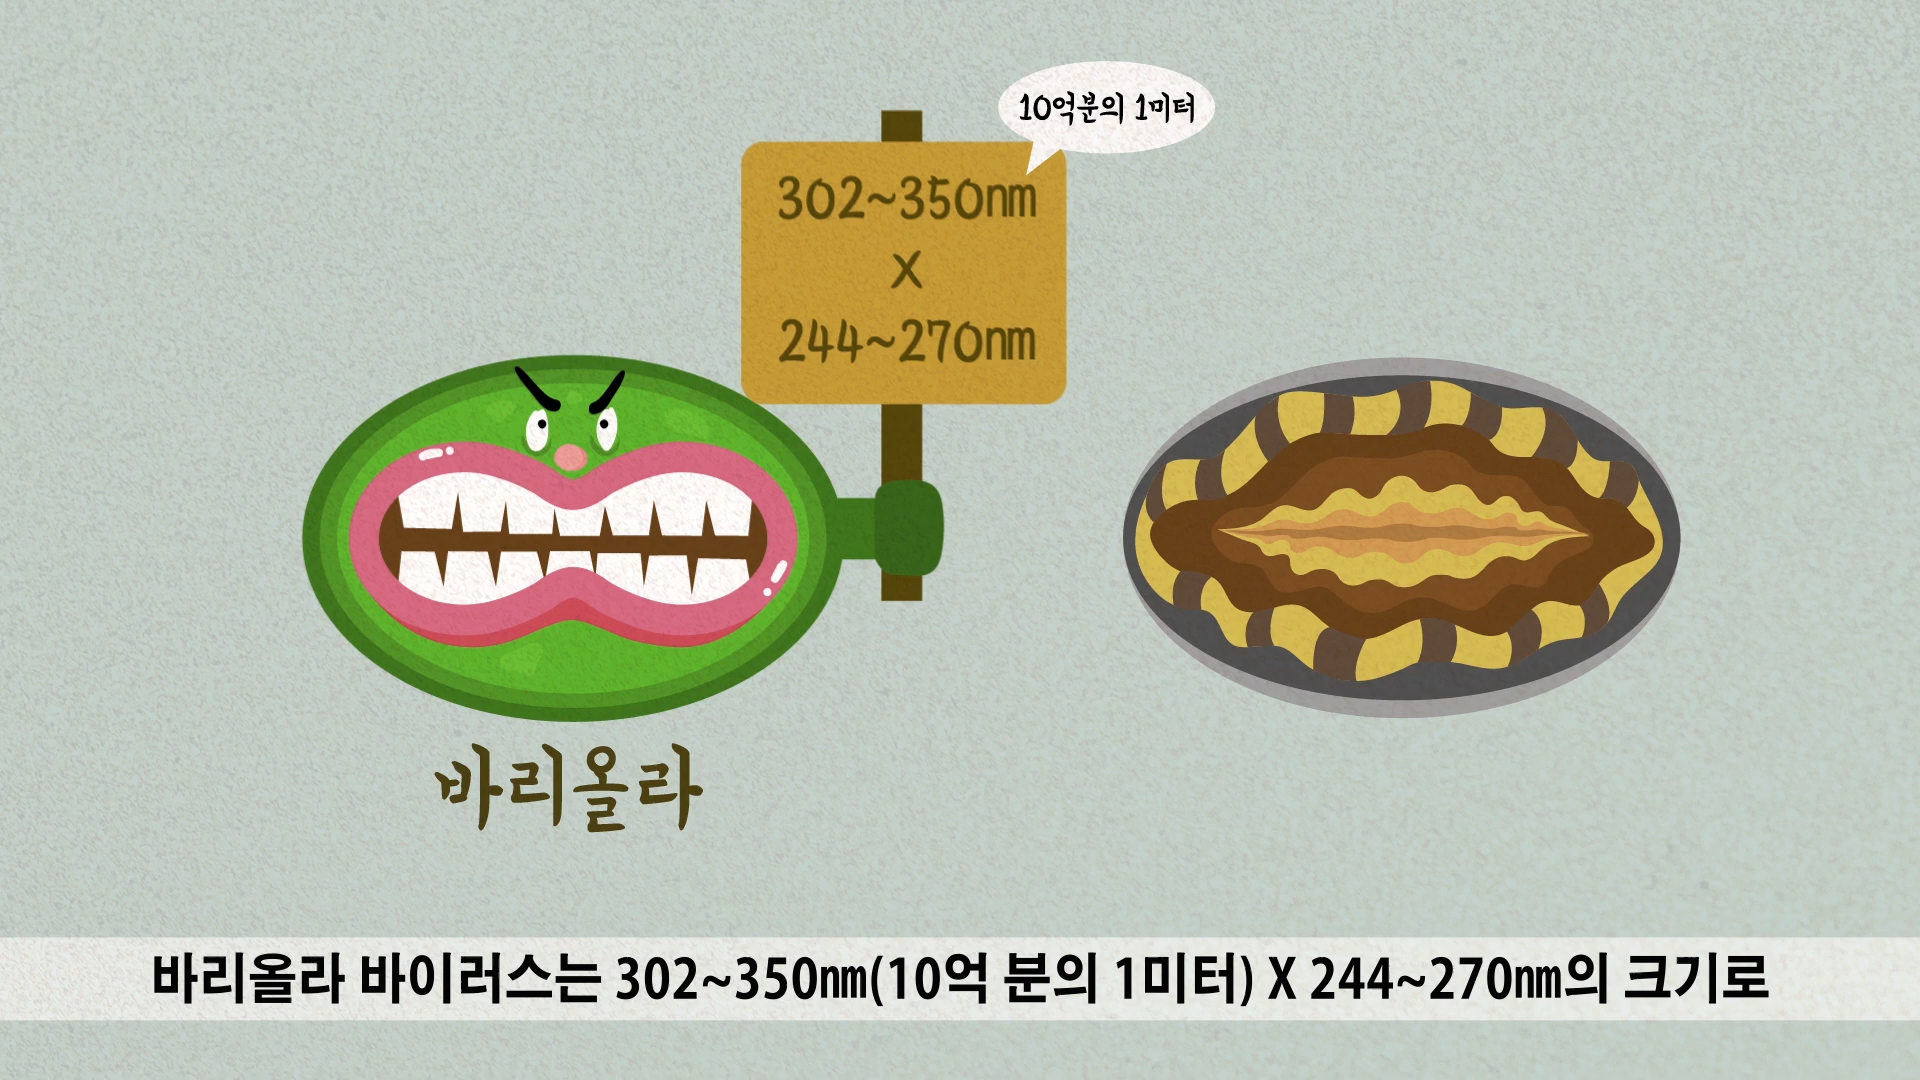 10억분의 1미터
302~350nm
X
244~270nm
바리올라
바리올라 바이러스는 302~350㎚(10억 분의 1미터) X 244~270㎚의 크기로